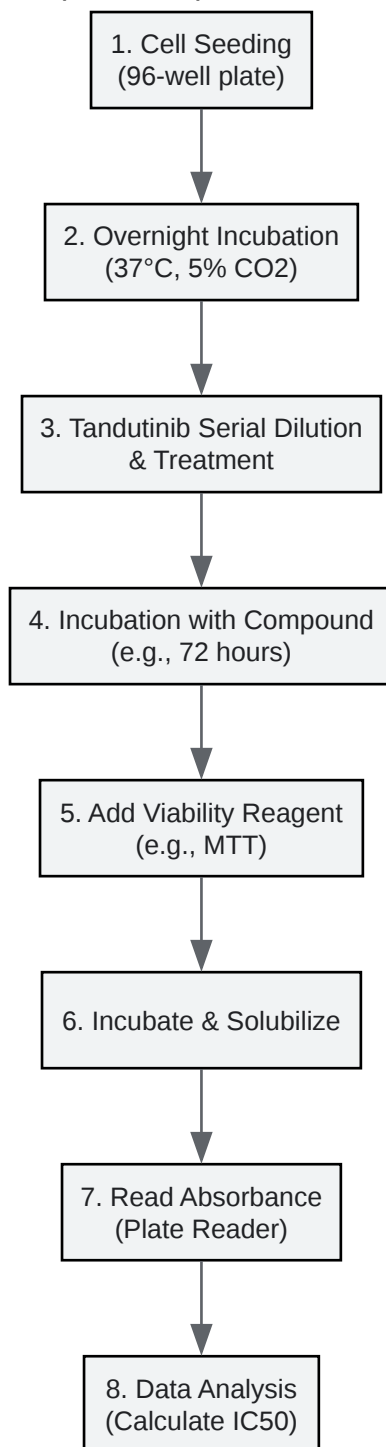 1. Cell Seeding
(96-well plate)
2. Overnight Incubation
(37°C, 5% CO2)
3. Tandutinib Serial Dilution
& Treatment
4. Incubation with Compound
(e.g., 72 hours)
5. Add Viability Reagent
(e.g., MTT)
6. Incubate & Solubilize
7. Read Absorbance
(Plate Reader)
8. Data Analysis
(Calculate IC50)